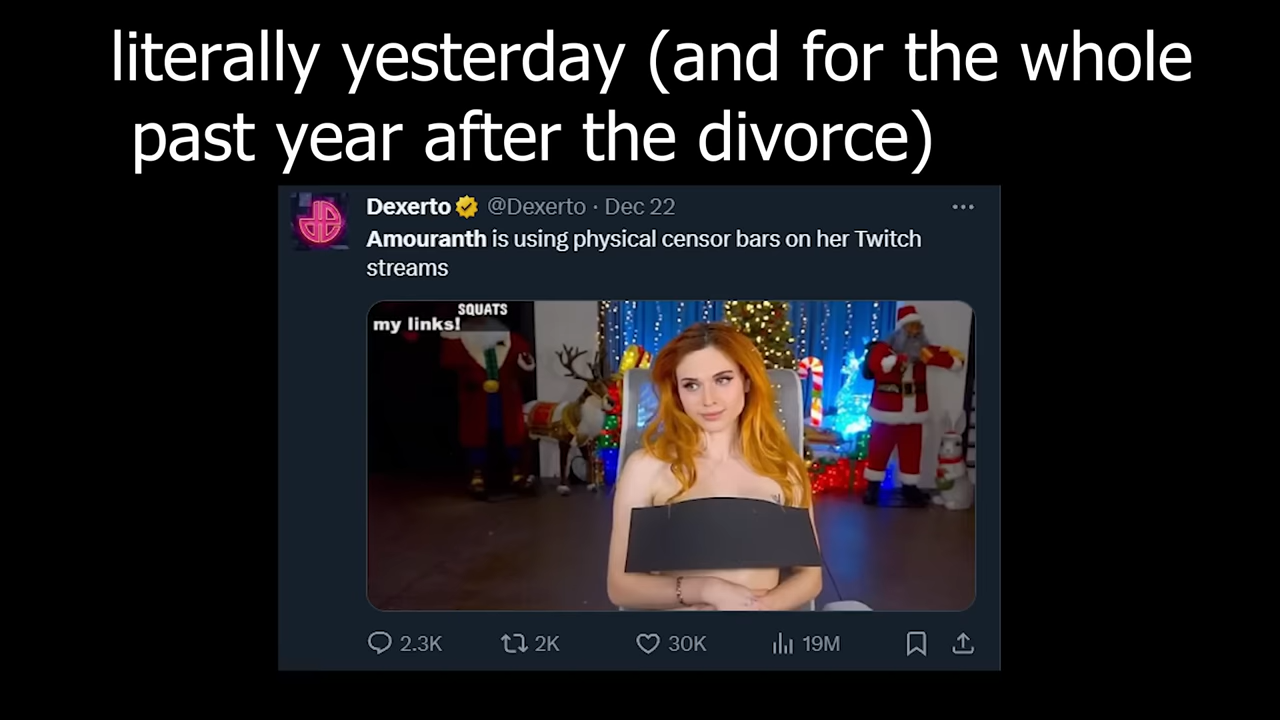 literally yesterday (and for the whole
past year after the divorce)
Dexerto @Dexerto · Dec 22
Amouranth is using physical censor bars on her Twitch
streams
SQUATS
my links!
2.3K 2K 30K 19M